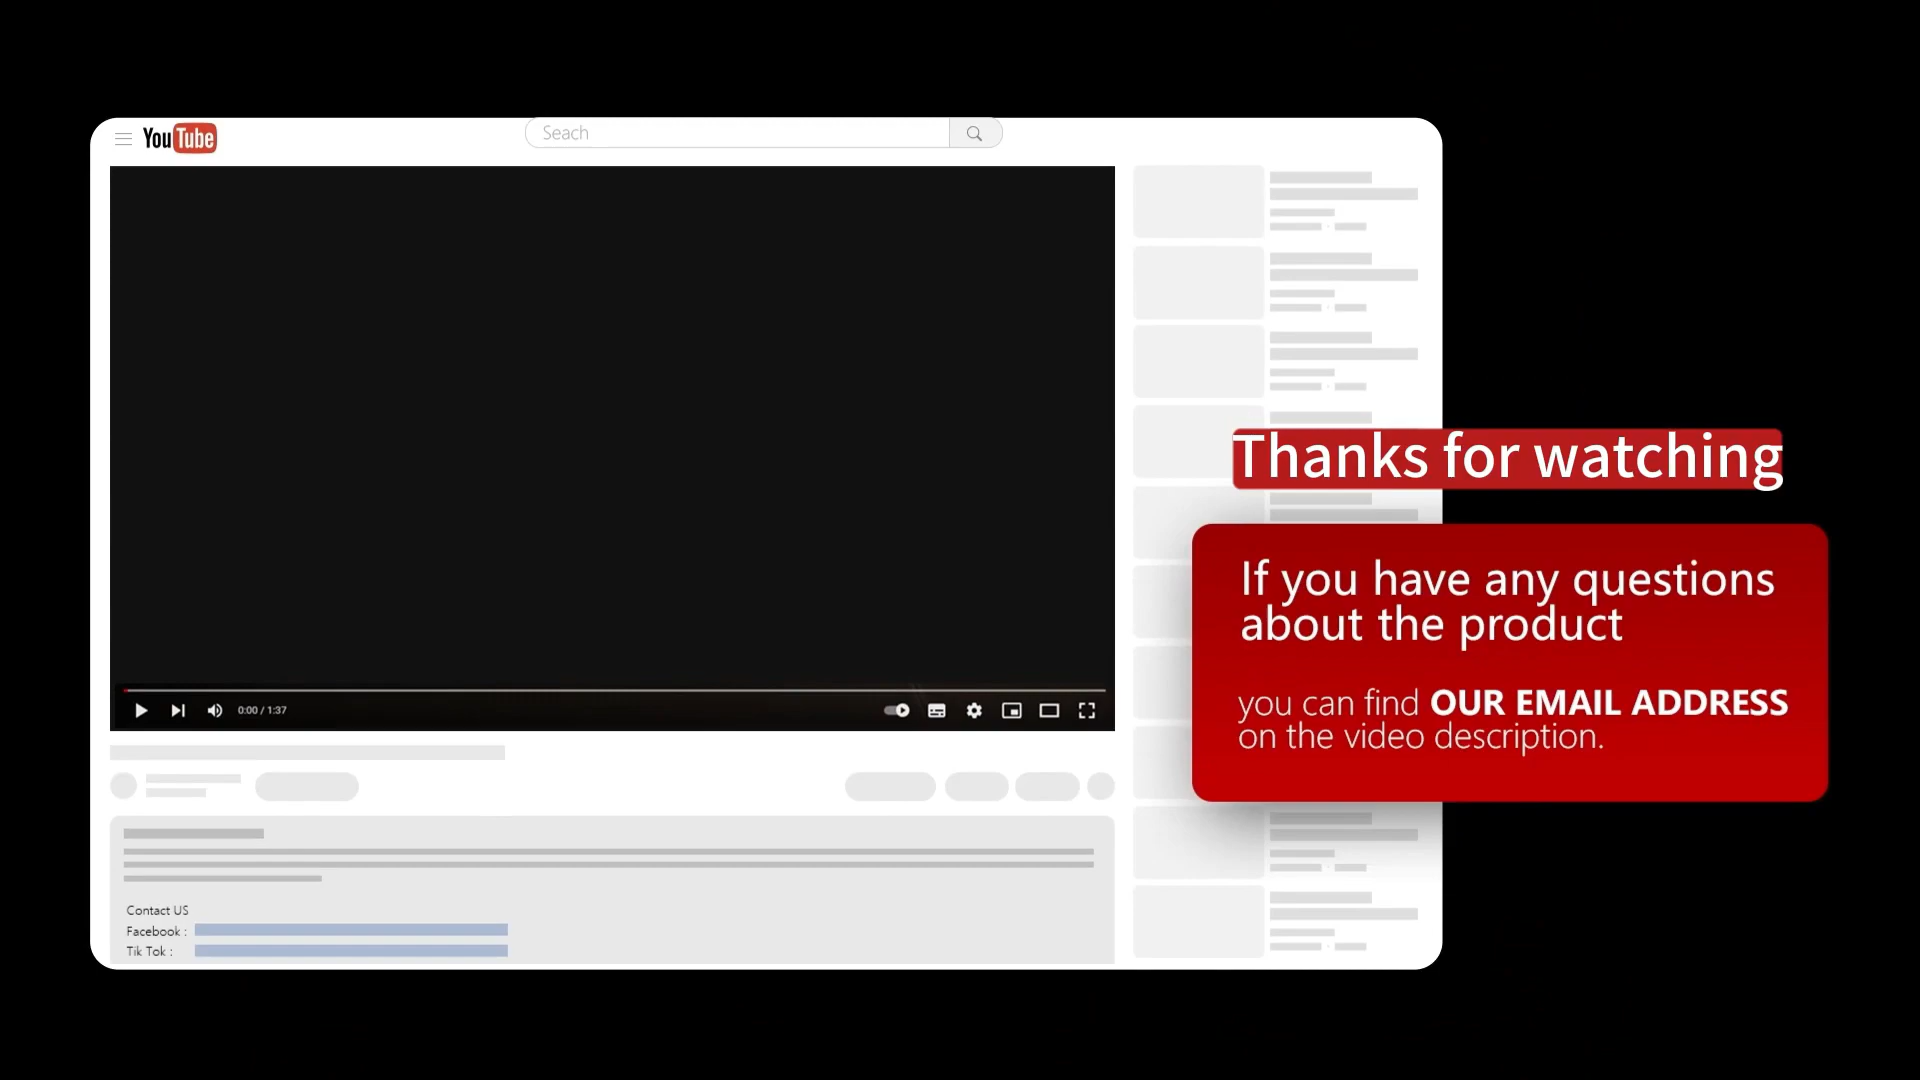 YouTube
Seach
Thanks for watching
If you have any questions
about the product
you can find OUR EMAIL ADDRESS
on the video description.
0:00 / 1:37
Contact US
Facebook :
Tik Tok :